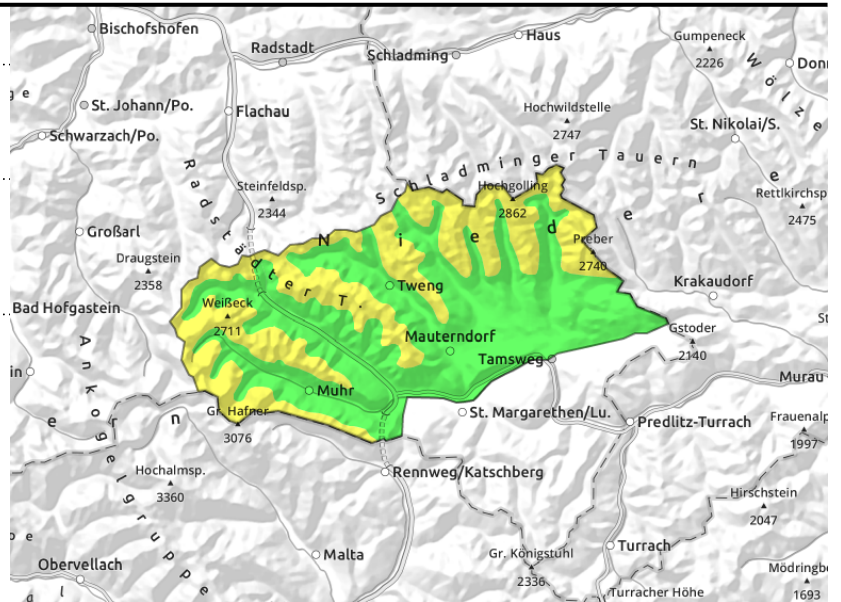 Bischofshofen
Haus
Gumpeneck
2226
Radstadt
Schladming
Wölze
g e
St. Johann/Po.
Flachau
Hochwildstelle
2747
St. Nikolai/S.
Schwarzach/Po.
Schladminger Tauern
Radstädter T.
Steinfeldsp.
2344
Hochgolling
2862
Rettlkirchsp
2475
Großarl
Niedere
Preber
2740
Draugstein
2358
Krakaudorf
Tweng
Bad Hofgastein
Weißeck
2711
St
Gstoder
2140
Mauterndorf
Tamsweg
in
Ankogelgruppe
Muhr
Murau
e r n
Gr. Hafner
3076
St. Margarethen/Lu.
Predlitz-Turrach
Frauenalp
1997
Hochalmsp.
3360
Rennweg/Katschberg
Hirschstein
2047
o e
Malta
Gr. Königstuhl
2336
Turrach
Obervellach
Mödringbe
1693
Turracher Höhe
g l